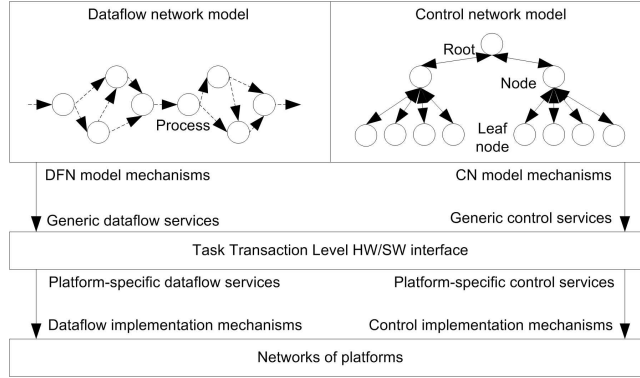 Dataflow network model
Control network model
Root
Node
Process
Leaf
node
DFN model mechanisms
CN model mechanisms
Generic dataflow services
Generic control services
Task Transaction Level HW/SW interface
Platform-specific dataflow services
Platform-specific control services
Dataflow implementation mechanisms
Control implementation mechanisms
Networks of platforms